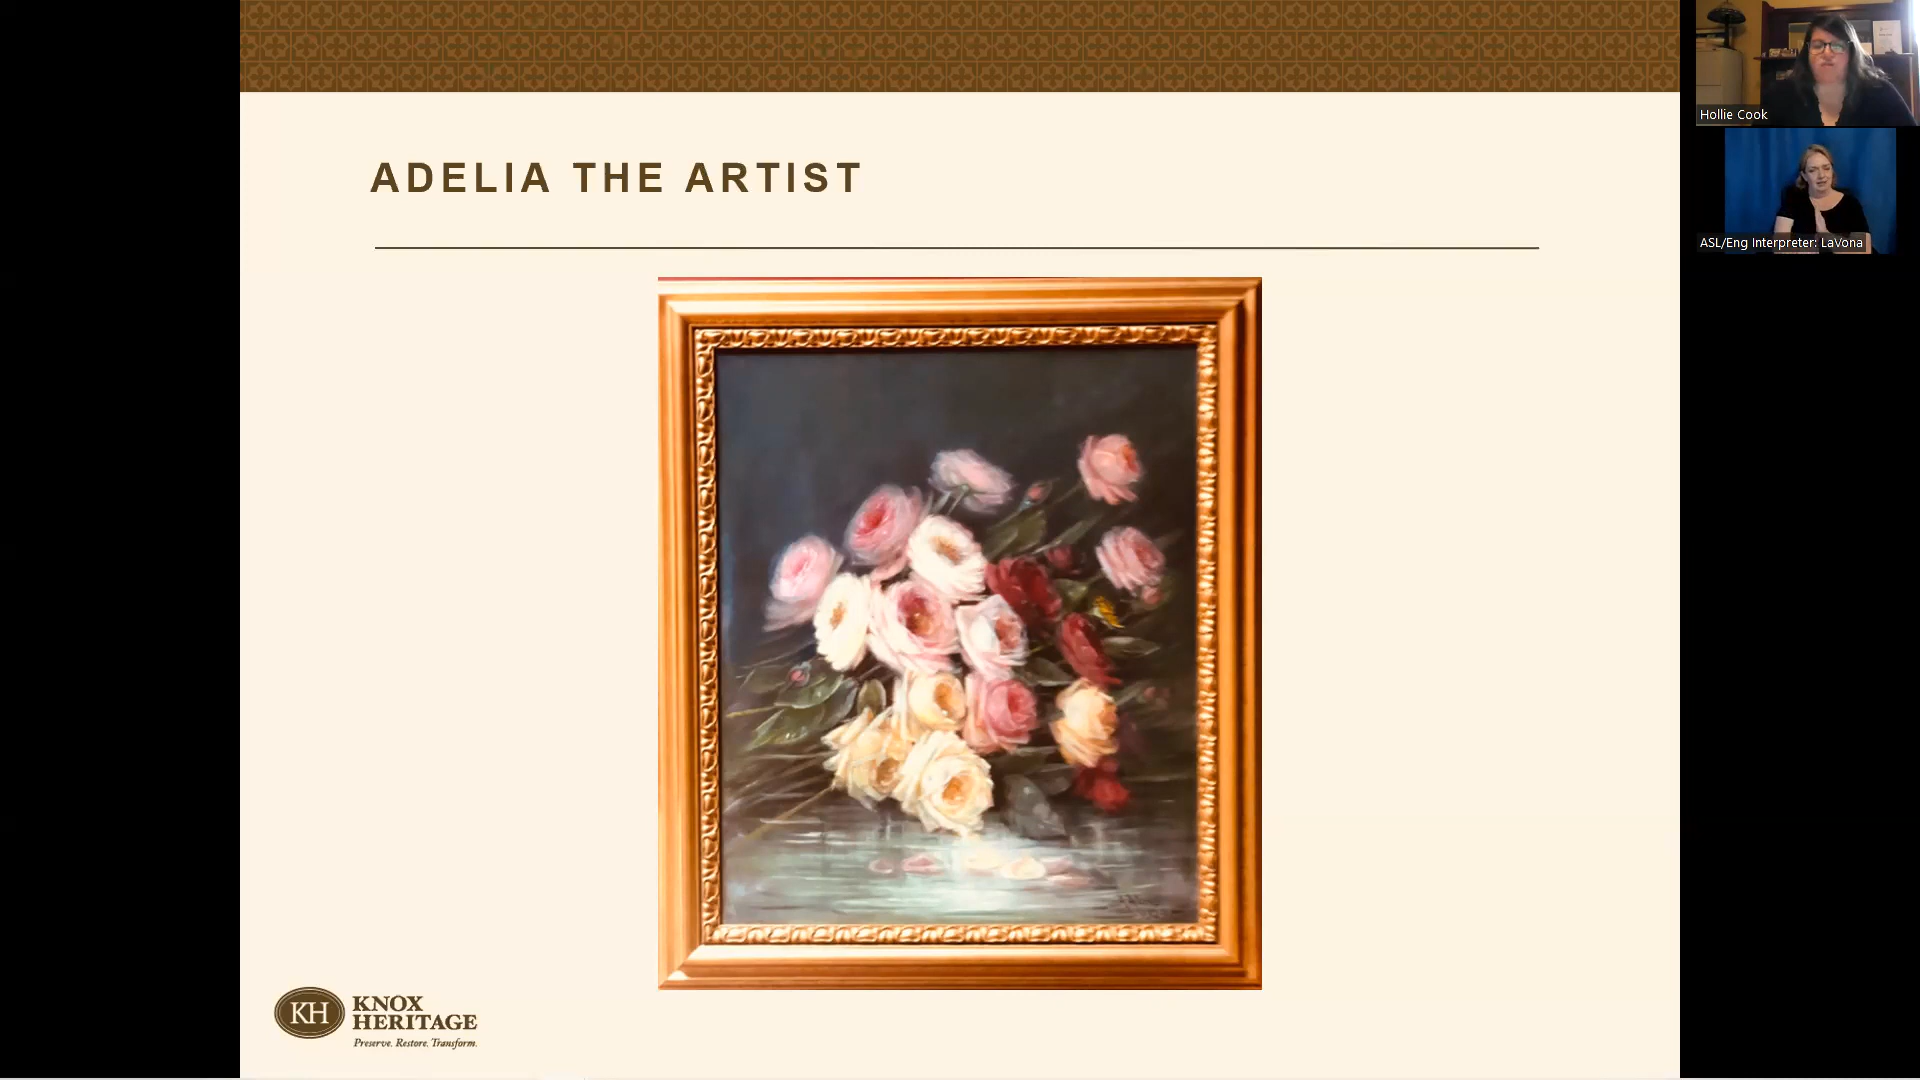 ADELIA THE ARTIST
Hollie Cook
ASL/Eng Interpreter: LaVona
KH
KNOX
HERITAGE
Preserve. Restore. Transform.